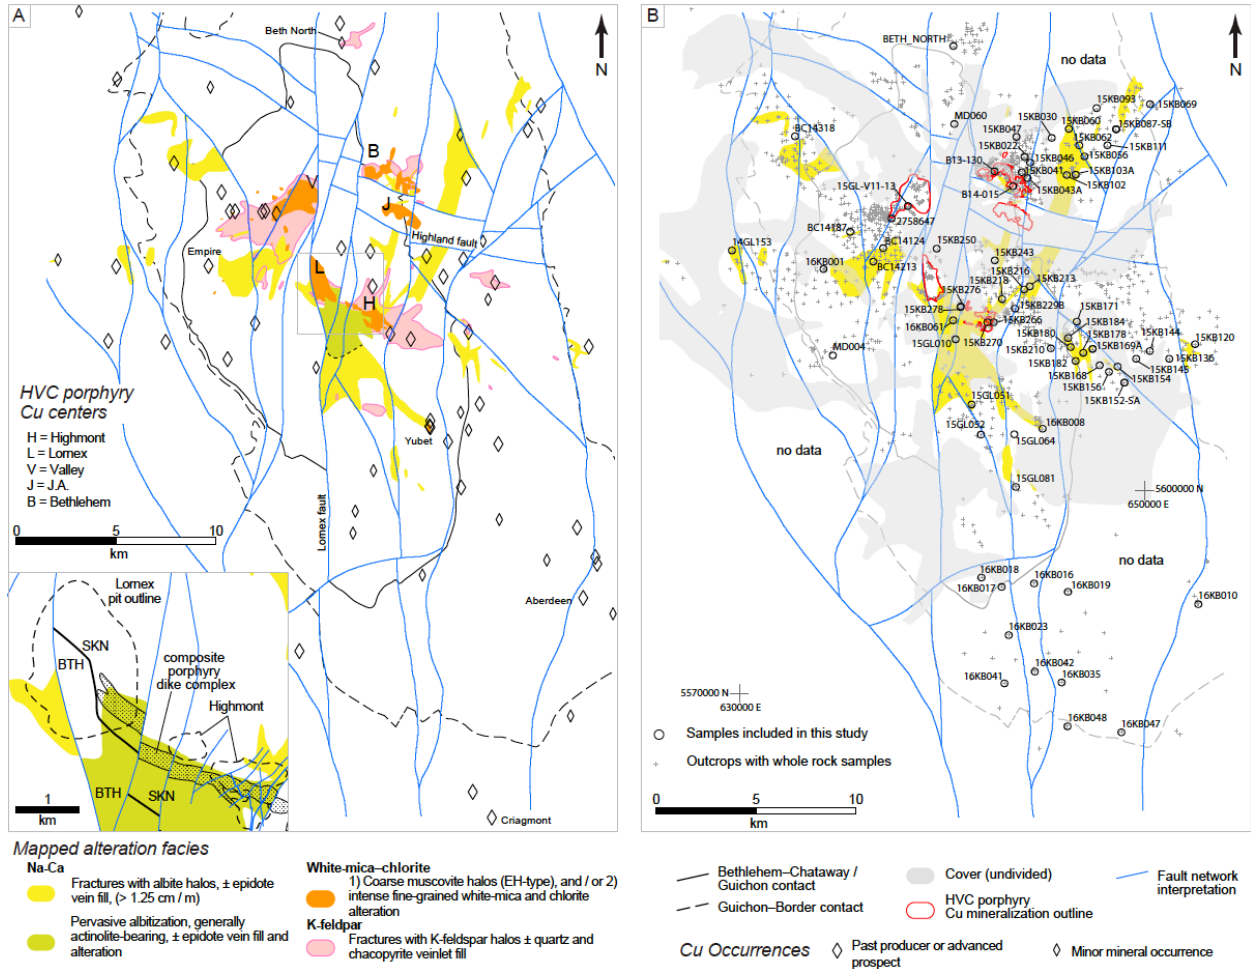 A
Beth North
N
B
V
J
Highland fault
Empire
L
H
HVC porphyry
Cu centers
H = Highmont
L = Lornex
V = Valley
J = J.A.
B = Bethlehem
0 5 10
km
Yubet
Lornex fault
Aberdeen
Criagmont
Lornex
pit outline
SKN
BTH
composite
porphyry
dike complex
Highmont
BTH
SKN
1
km
B
BETH_NORTH
no data
N
15KB093
15KB069
15KB030
15KB060
15KB087-SB
MD060
15KB047
15KB062
BC14318
15KB022
15KB111
15KB056
B13-130
15KB046
15KB041
15KB103A
15KB102
15KB043A
B14-015
15GL-V11-13
2758647
BC14187
14GL153
BC14124
15KB250
15KB243
16KB001
BC14213
15KB216
15KB213
15KB218
15KB276
15KB229B
15KB278
15KB171
16KB061
15KB266
15KB184
15KB180
15KB178
15KB144
15KB120
15GL010
15KB270
15KB210
15KB169A
15KB136
MD004
15KB182
15KB145
15KB168
15KB154
15KB156
15KB152-SA
15GL051
16KB008
15GL052
15GL064
no data
15GL081
5600000 N
650000 E
no data
16KB018
16KB016
16KB017
16KB019
16KB010
16KB023
16KB042
16KB041
16KB035
5570000 N
630000 E
16KB048
16KB047
Samples included in this study
Outcrops with whole rock samples
0 5 10
km
Mapped alteration facies
Na-Ca
Fractures with albite halos, ± epidote
vein fill, (> 1.25 cm / m)
Pervasive albitization, generally
actinolite-bearing, ± epidote vein fill and
alteration
White-mica–chlorite
1) Coarse muscovite halos (EH-type), and / or 2)
intense fine-grained white-mica and chlorite
alteration
K-feldpar
Fractures with K-feldspar halos ± quartz and
chacopyrite veinlet fill
Bethlehem–Chataway /
Guichon contact
Guichon–Border contact
Cover (undivided)
HVC porphyry
Cu mineralization outline
Fault network
interpretation
Cu Occurrences
Past producer or advanced
prospect
Minor mineral occurrence